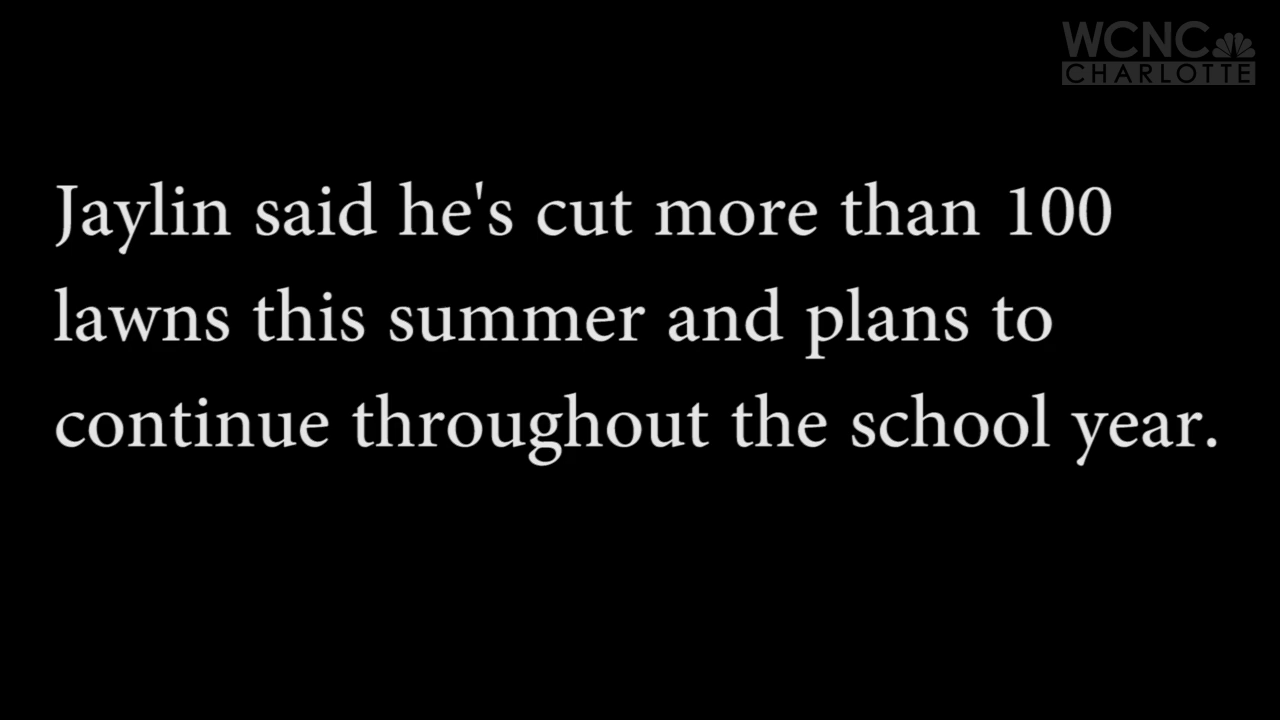 WCNC
CHARLOTTE
Jaylin said he's cut more than 100
lawns this summer and plans to
continue throughout the school year.